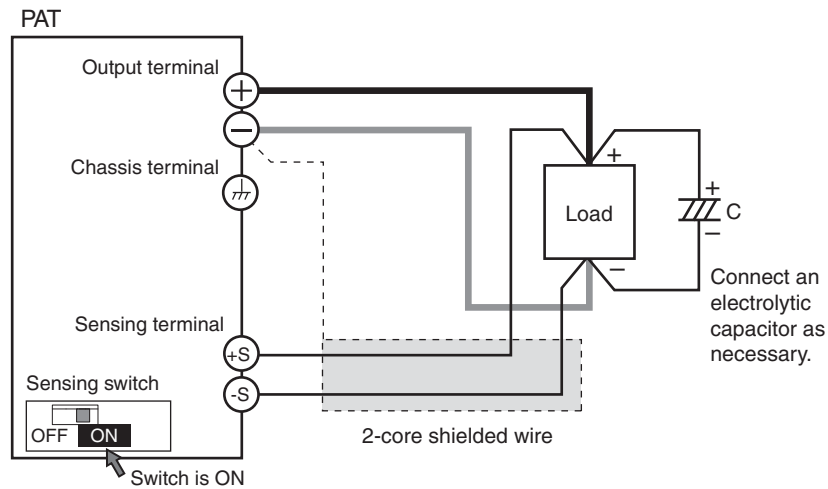 PAT
Output terminal
+
−
Chassis terminal
+
Load
−
+
C
−
Connect an
electrolytic
capacitor as
necessary.
Sensing terminal
+S
-S
Sensing switch
OFF ON
Switch is ON
2-core shielded wire